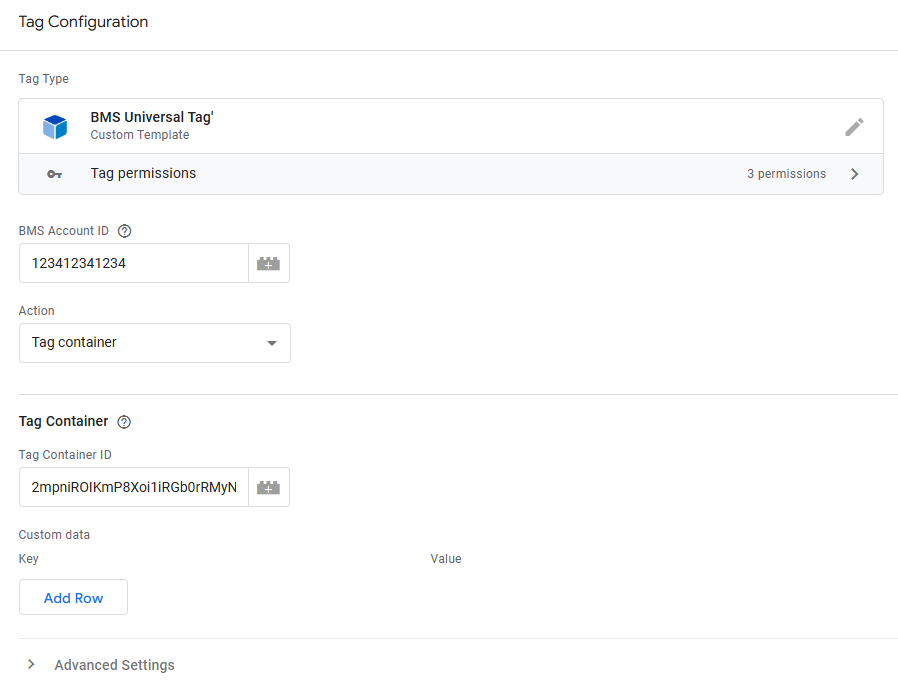 Tag Configuration
Tag Type
BMS Universal Tag'
Custom Template
Tag permissions
3 permissions
BMS Account ID
123412341234
Action
Tag container
Tag Container
Tag Container ID
2mpniROIKmP8Xoi1iRGb0rRMyN
Custom data
Key
Value
Add Row
Advanced Settings